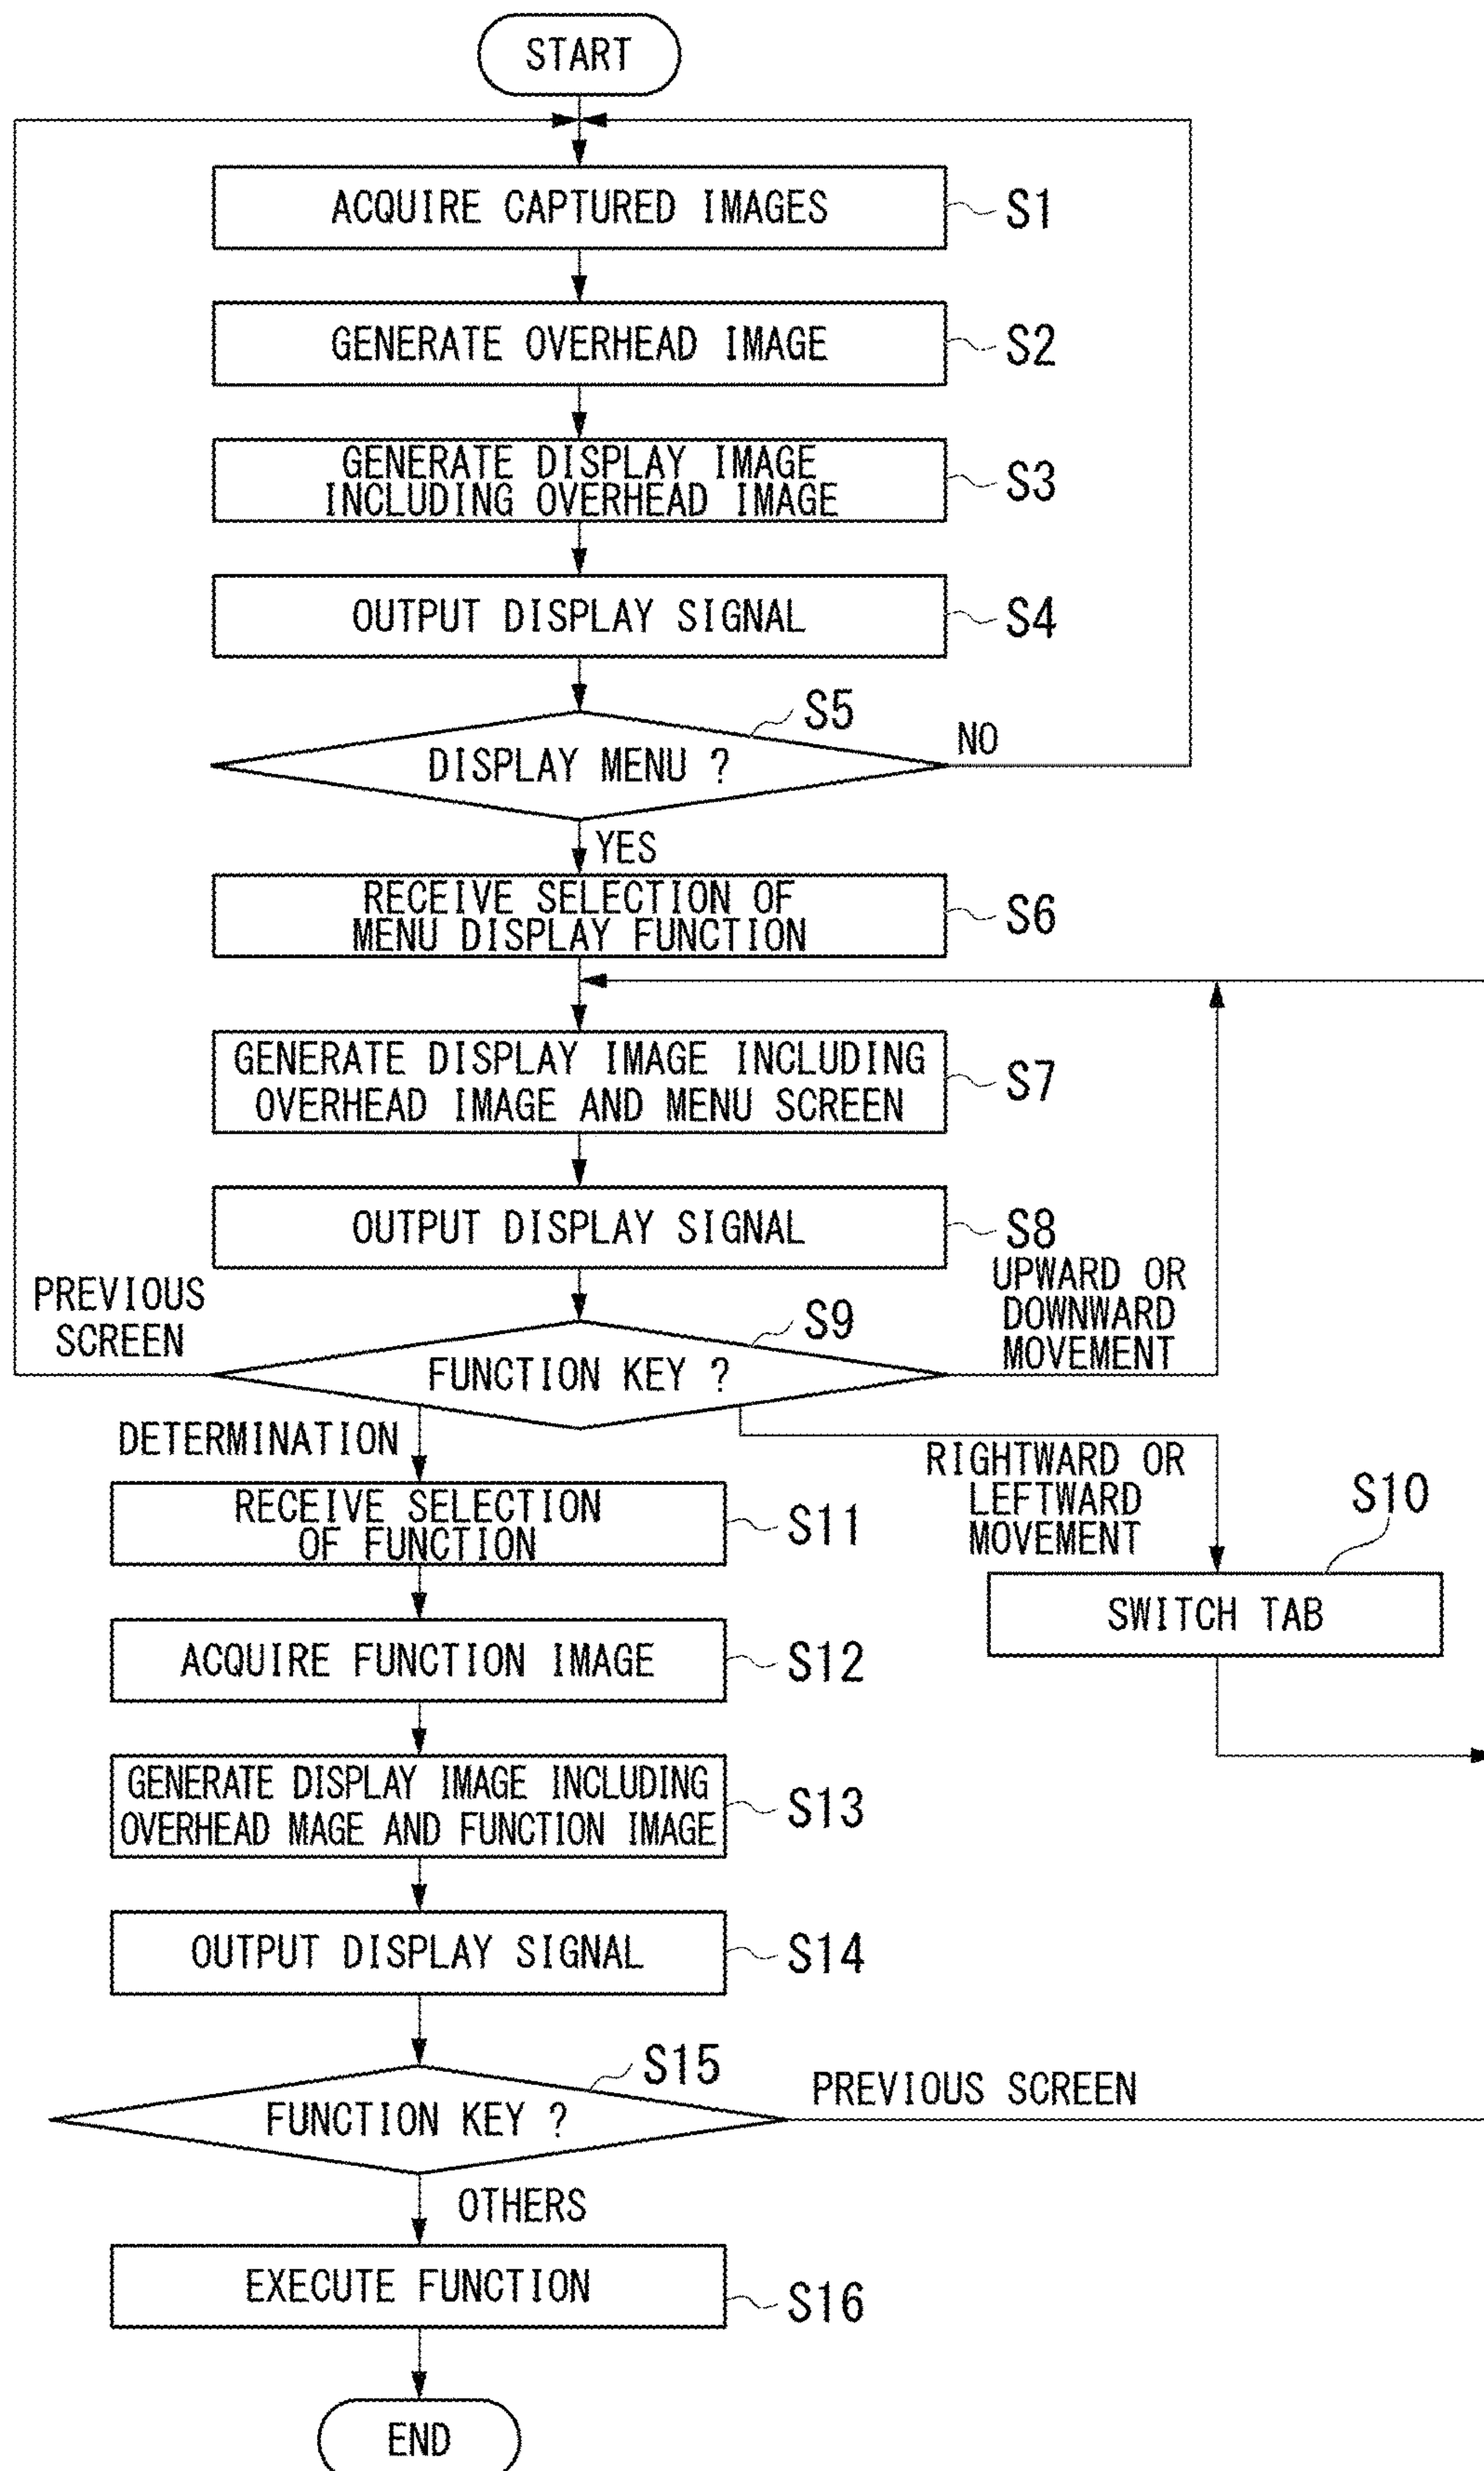 START
ACQUIRE CAPTURED IMAGES
S1
GENERATE OVERHEAD IMAGE
S2
GENERATE DISPLAY IMAGE
INCLUDING OVERHEAD IMAGE
S3
OUTPUT DISPLAY SIGNAL
S4
S5
DISPLAY MENU ?
NO
YES
RECEIVE SELECTION OF
MENU DISPLAY FUNCTION
S6
GENERATE DISPLAY IMAGE INCLUDING
OVERHEAD IMAGE AND MENU SCREEN
S7
OUTPUT DISPLAY SIGNAL
S8
PREVIOUS
SCREEN
S9
FUNCTION KEY ?
UPWARD OR
DOWNWARD
MOVEMENT
DETERMINATION
RIGHTWARD OR
LEFTWARD
MOVEMENT
S10
SWITCH TAB
RECEIVE SELECTION
OF FUNCTION
S11
ACQUIRE FUNCTION IMAGE
S12
GENERATE DISPLAY IMAGE INCLUDING
OVERHEAD MAGE AND FUNCTION IMAGE
S13
OUTPUT DISPLAY SIGNAL
S14
S15
FUNCTION KEY ?
PREVIOUS SCREEN
OTHERS
EXECUTE FUNCTION
S16
END